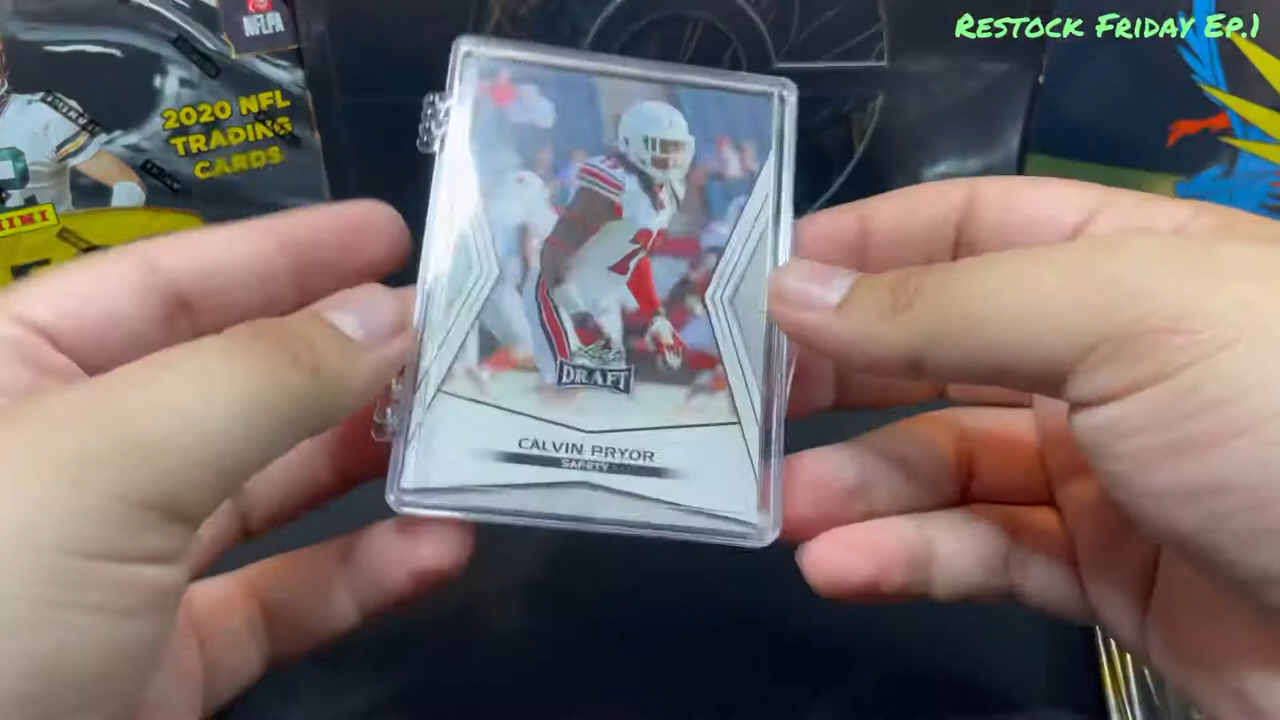 RESTOCK FRIDAY EP.1
NFLPA
2020 NFL
TRADING
CARDS
DRAFT
CALVIN PRYOR
SAFETY